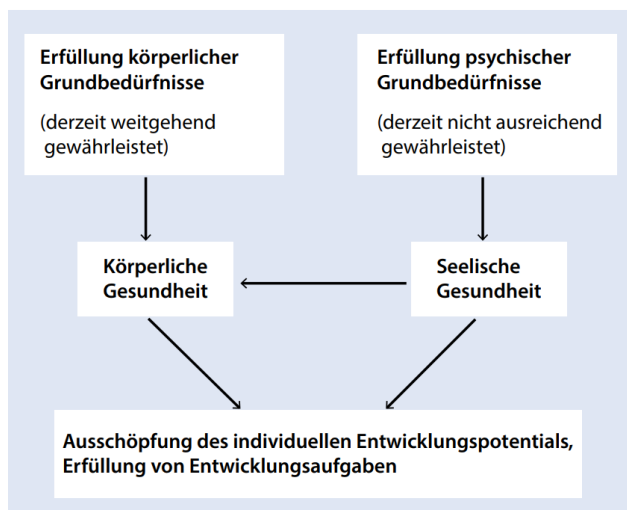 Erfüllung körperlicher
Grundbedürfnisse
(derzeit weitgehend
gewährleistet)
Erfüllung psychischer
Grundbedürfnisse
(derzeit nicht ausreichend
gewährleistet)
Körperliche
Gesundheit
Seelische
Gesundheit
Ausschöpfung des individuellen Entwicklungspotentials,
Erfüllung von Entwicklungsaufgaben